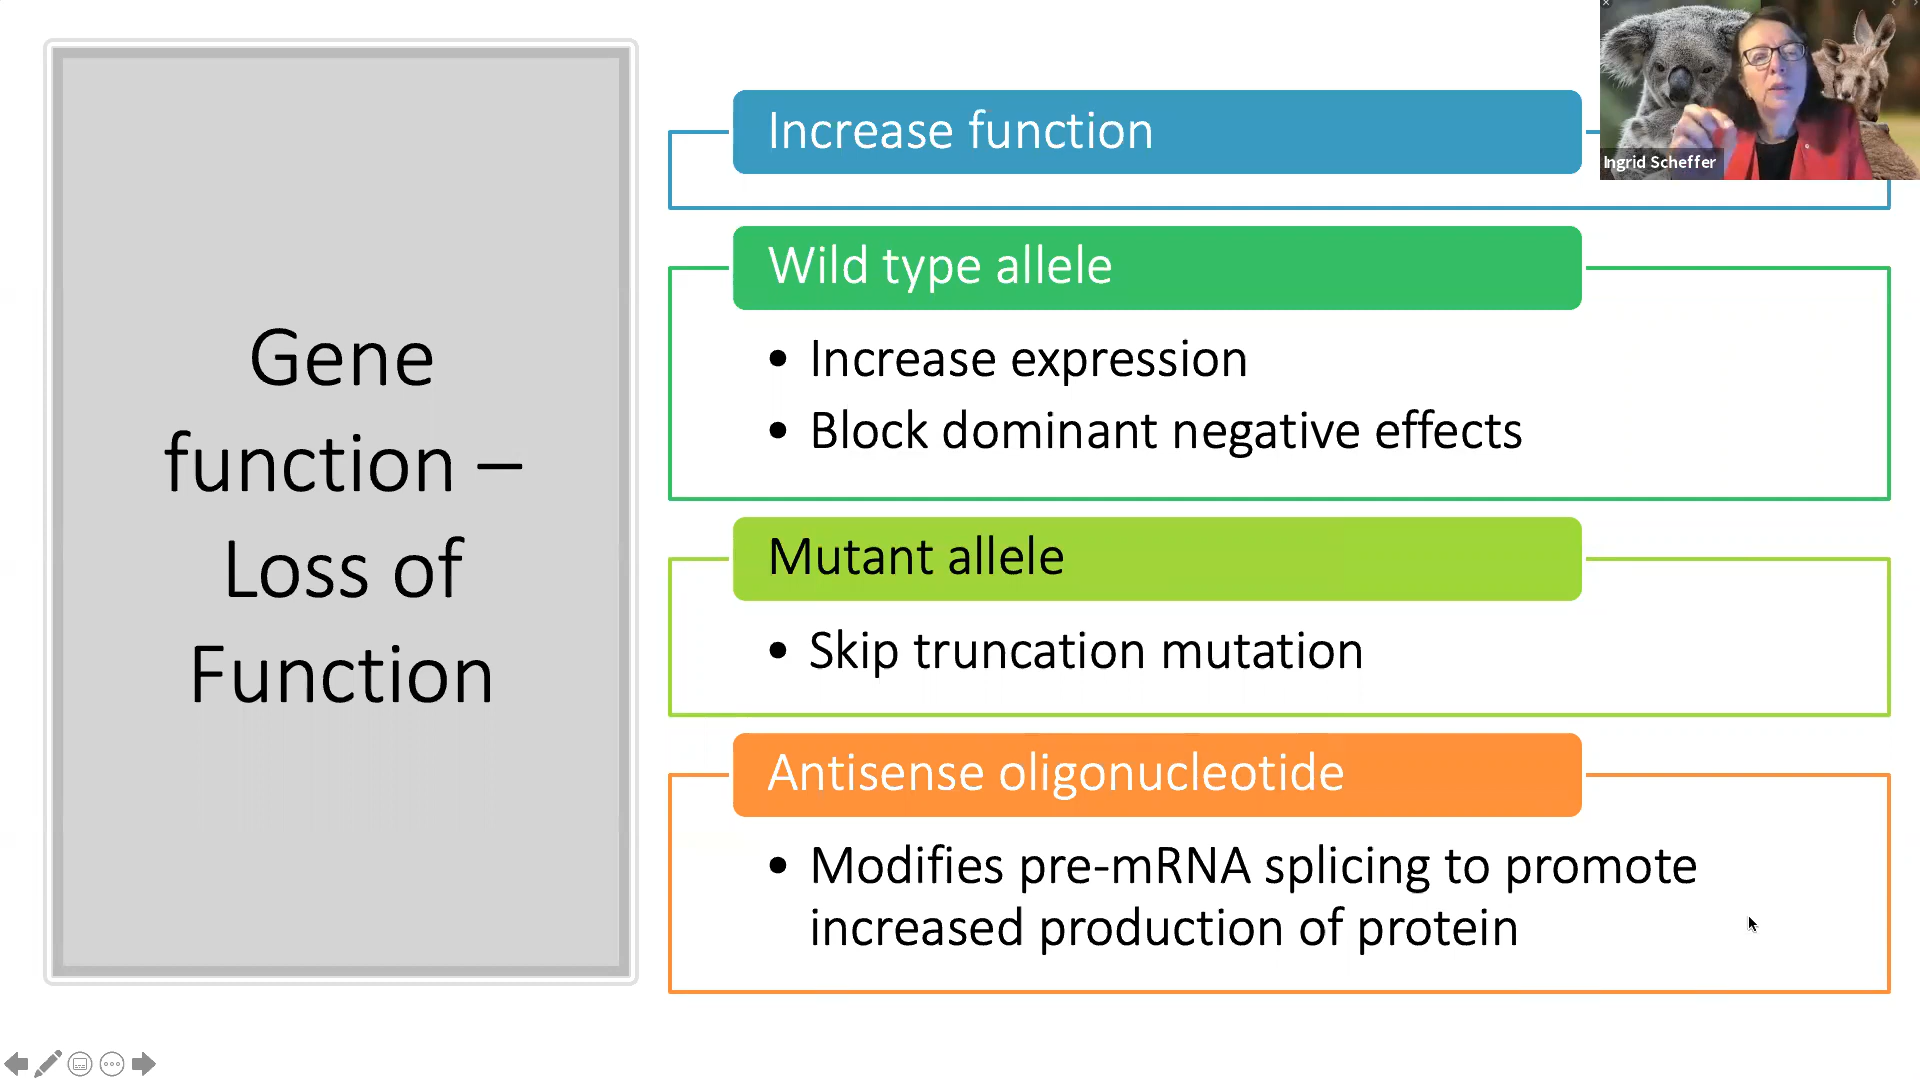 Gene
function –
Loss of
Function
Increase function
Wild type allele
• Increase expression
• Block dominant negative effects
Mutant allele
• Skip truncation mutation
Antisense oligonucleotide
• Modifies pre-mRNA splicing to promote
increased production of protein
Ingrid Scheffer